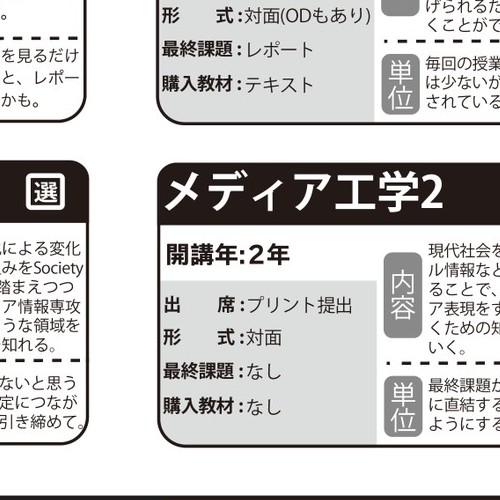 。
を見るだけ
と、レポー
かも。
形　式:対面(ODもあり)
最終課題:レポート
購入教材:テキスト
げられるた
くことがで
単位
毎回の授業
は少ないが
されている
選
による変化
みをSociety
踏まえつつ
ア情報専攻
うな領域を
知れる。
ないと思う
定につなが
引き締めて。
メディア工学2
開講年:2年
出　席:プリント提出
形　式:対面
最終課題:なし
購入教材:なし
内容
現代社会を
ル情報など
ることで、
ア表現をす
くための知
いく。
単位
最終課題が
に直結する
ようにする